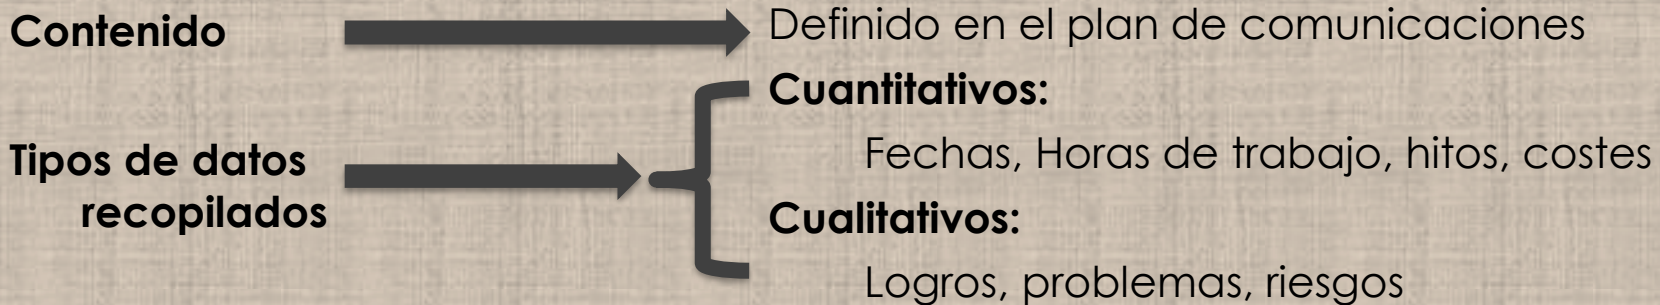 Contenido
Definido en el plan de comunicaciones
Tipos de datos
recopilados
Cuantitativos:
Fechas, Horas de trabajo, hitos, costes
Cualitativos:
Logros, problemas, riesgos